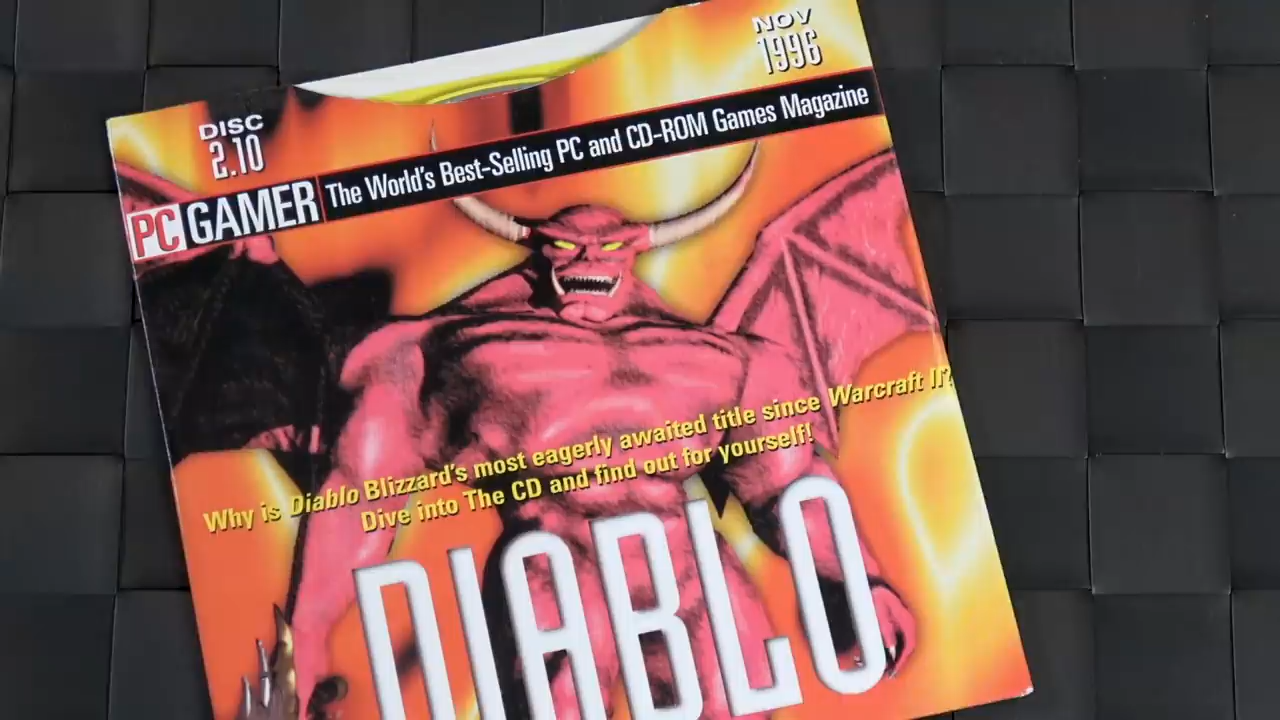 NOV
1996
DISC
2.10
PC GAMER The World's Best-Selling PC and CD-ROM Games Magazine
Why is Diablo Blizzard's most eagerly awaited title since Warcraft II?
Dive into The CD and find out for yourself!
DIABLO